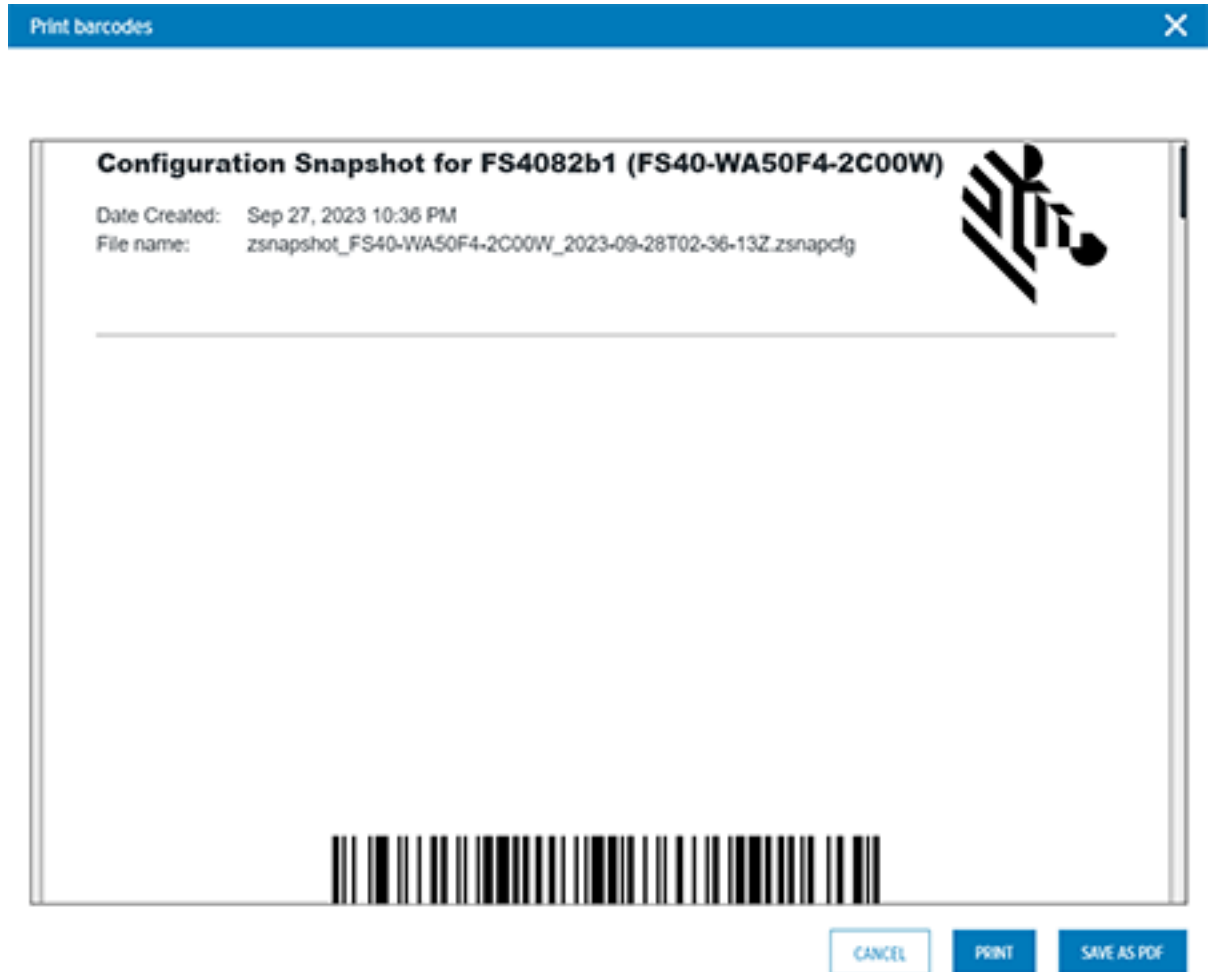 Print barcodes
Configuration Snapshot for FS4082b1 (FS40-WA50F4-2C00W)
Date Created: Sep 27, 2023 10:36 PM
File name: zsnapshot_FS40-WA50F4-2C00W_2023-09-28T02-36-13Z.zsnapcfg
CANCEL PRINT SAVE AS PDF